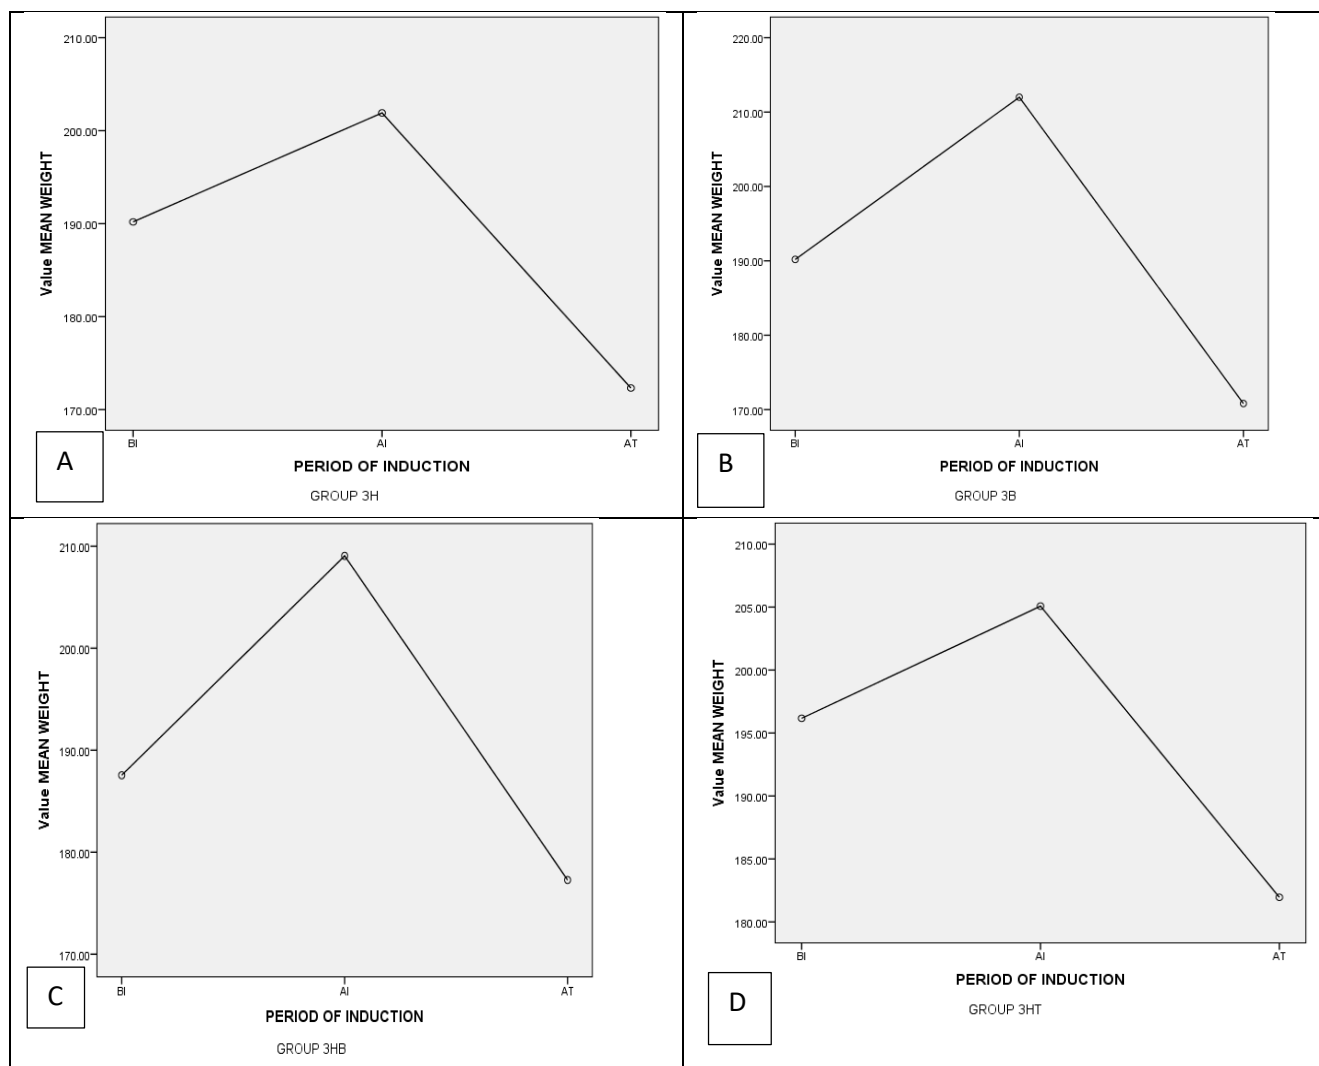 210.00
200.00
190.00
180.00
170.00
Value MEAN WEIGHT
BI AI AT
A
PERIOD OF INDUCTION
GROUP 3H
220.00
210.00
200.00
190.00
180.00
170.00
Value MEAN WEIGHT
BI AI AT
B
PERIOD OF INDUCTION
GROUP 3B
210.00
200.00
190.00
180.00
170.00
Value MEAN WEIGHT
BI AI AT
C
PERIOD OF INDUCTION
GROUP 3HB
210.00
205.00
200.00
195.00
190.00
185.00
180.00
Value MEAN WEIGHT
BI AI AT
D
PERIOD OF INDUCTION
GROUP 3HT